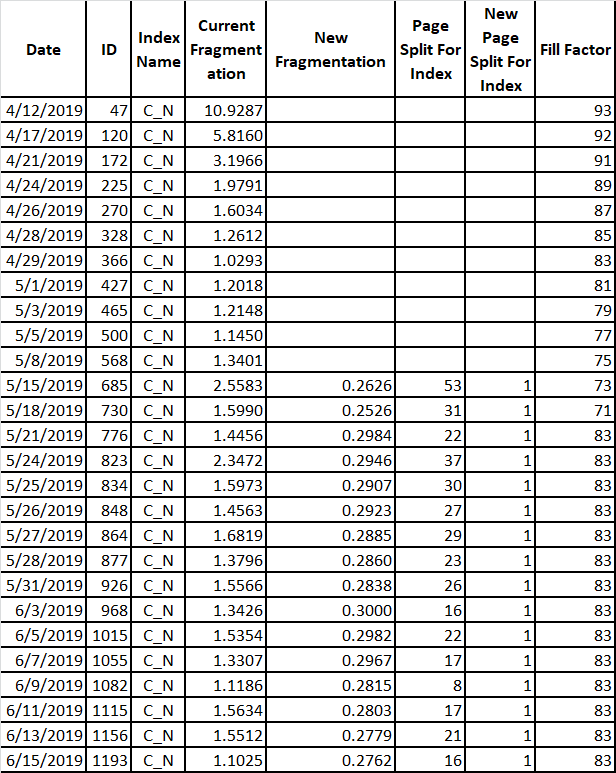 Date ID Index Name Current Fragment ation New Fragmentation Page Split For Index New Page Split For Index Fill Factor
4/12/2019 47 C_N 10.9287 93
4/17/2019 120 C_N 5.8160 92
4/21/2019 172 C_N 3.1966 91
4/24/2019 225 C_N 1.9791 89
4/26/2019 270 C_N 1.6034 87
4/28/2019 328 C_N 1.2612 85
4/29/2019 366 C_N 1.0293 83
5/1/2019 427 C_N 1.2018 81
5/3/2019 465 C_N 1.2148 79
5/5/2019 500 C_N 1.1450 77
5/8/2019 568 C_N 1.3401 75
5/15/2019 685 C_N 2.5583 0.2626 53 1 73
5/18/2019 730 C_N 1.5990 0.2526 31 1 71
5/21/2019 776 C_N 1.4456 0.2984 22 1 83
5/24/2019 823 C_N 2.3472 0.2946 37 1 83
5/25/2019 834 C_N 1.5973 0.2907 30 1 83
5/26/2019 848 C_N 1.4563 0.2923 27 1 83
5/27/2019 864 C_N 1.6819 0.2885 29 1 83
5/28/2019 877 C_N 1.3796 0.2860 23 1 83
5/31/2019 926 C_N 1.5566 0.2838 26 1 83
6/3/2019 968 C_N 1.3426 0.3000 16 1 83
6/5/2019 1015 C_N 1.5354 0.2982 22 1 83
6/7/2019 1055 C_N 1.3307 0.2967 17 1 83
6/9/2019 1082 C_N 1.1186 0.2815 8 1 83
6/11/2019 1115 C_N 1.5634 0.2803 17 1 83
6/13/2019 1156 C_N 1.5512 0.2779 21 1 83
6/15/2019 1193 C_N 1.1025 0.2762 16 1 83